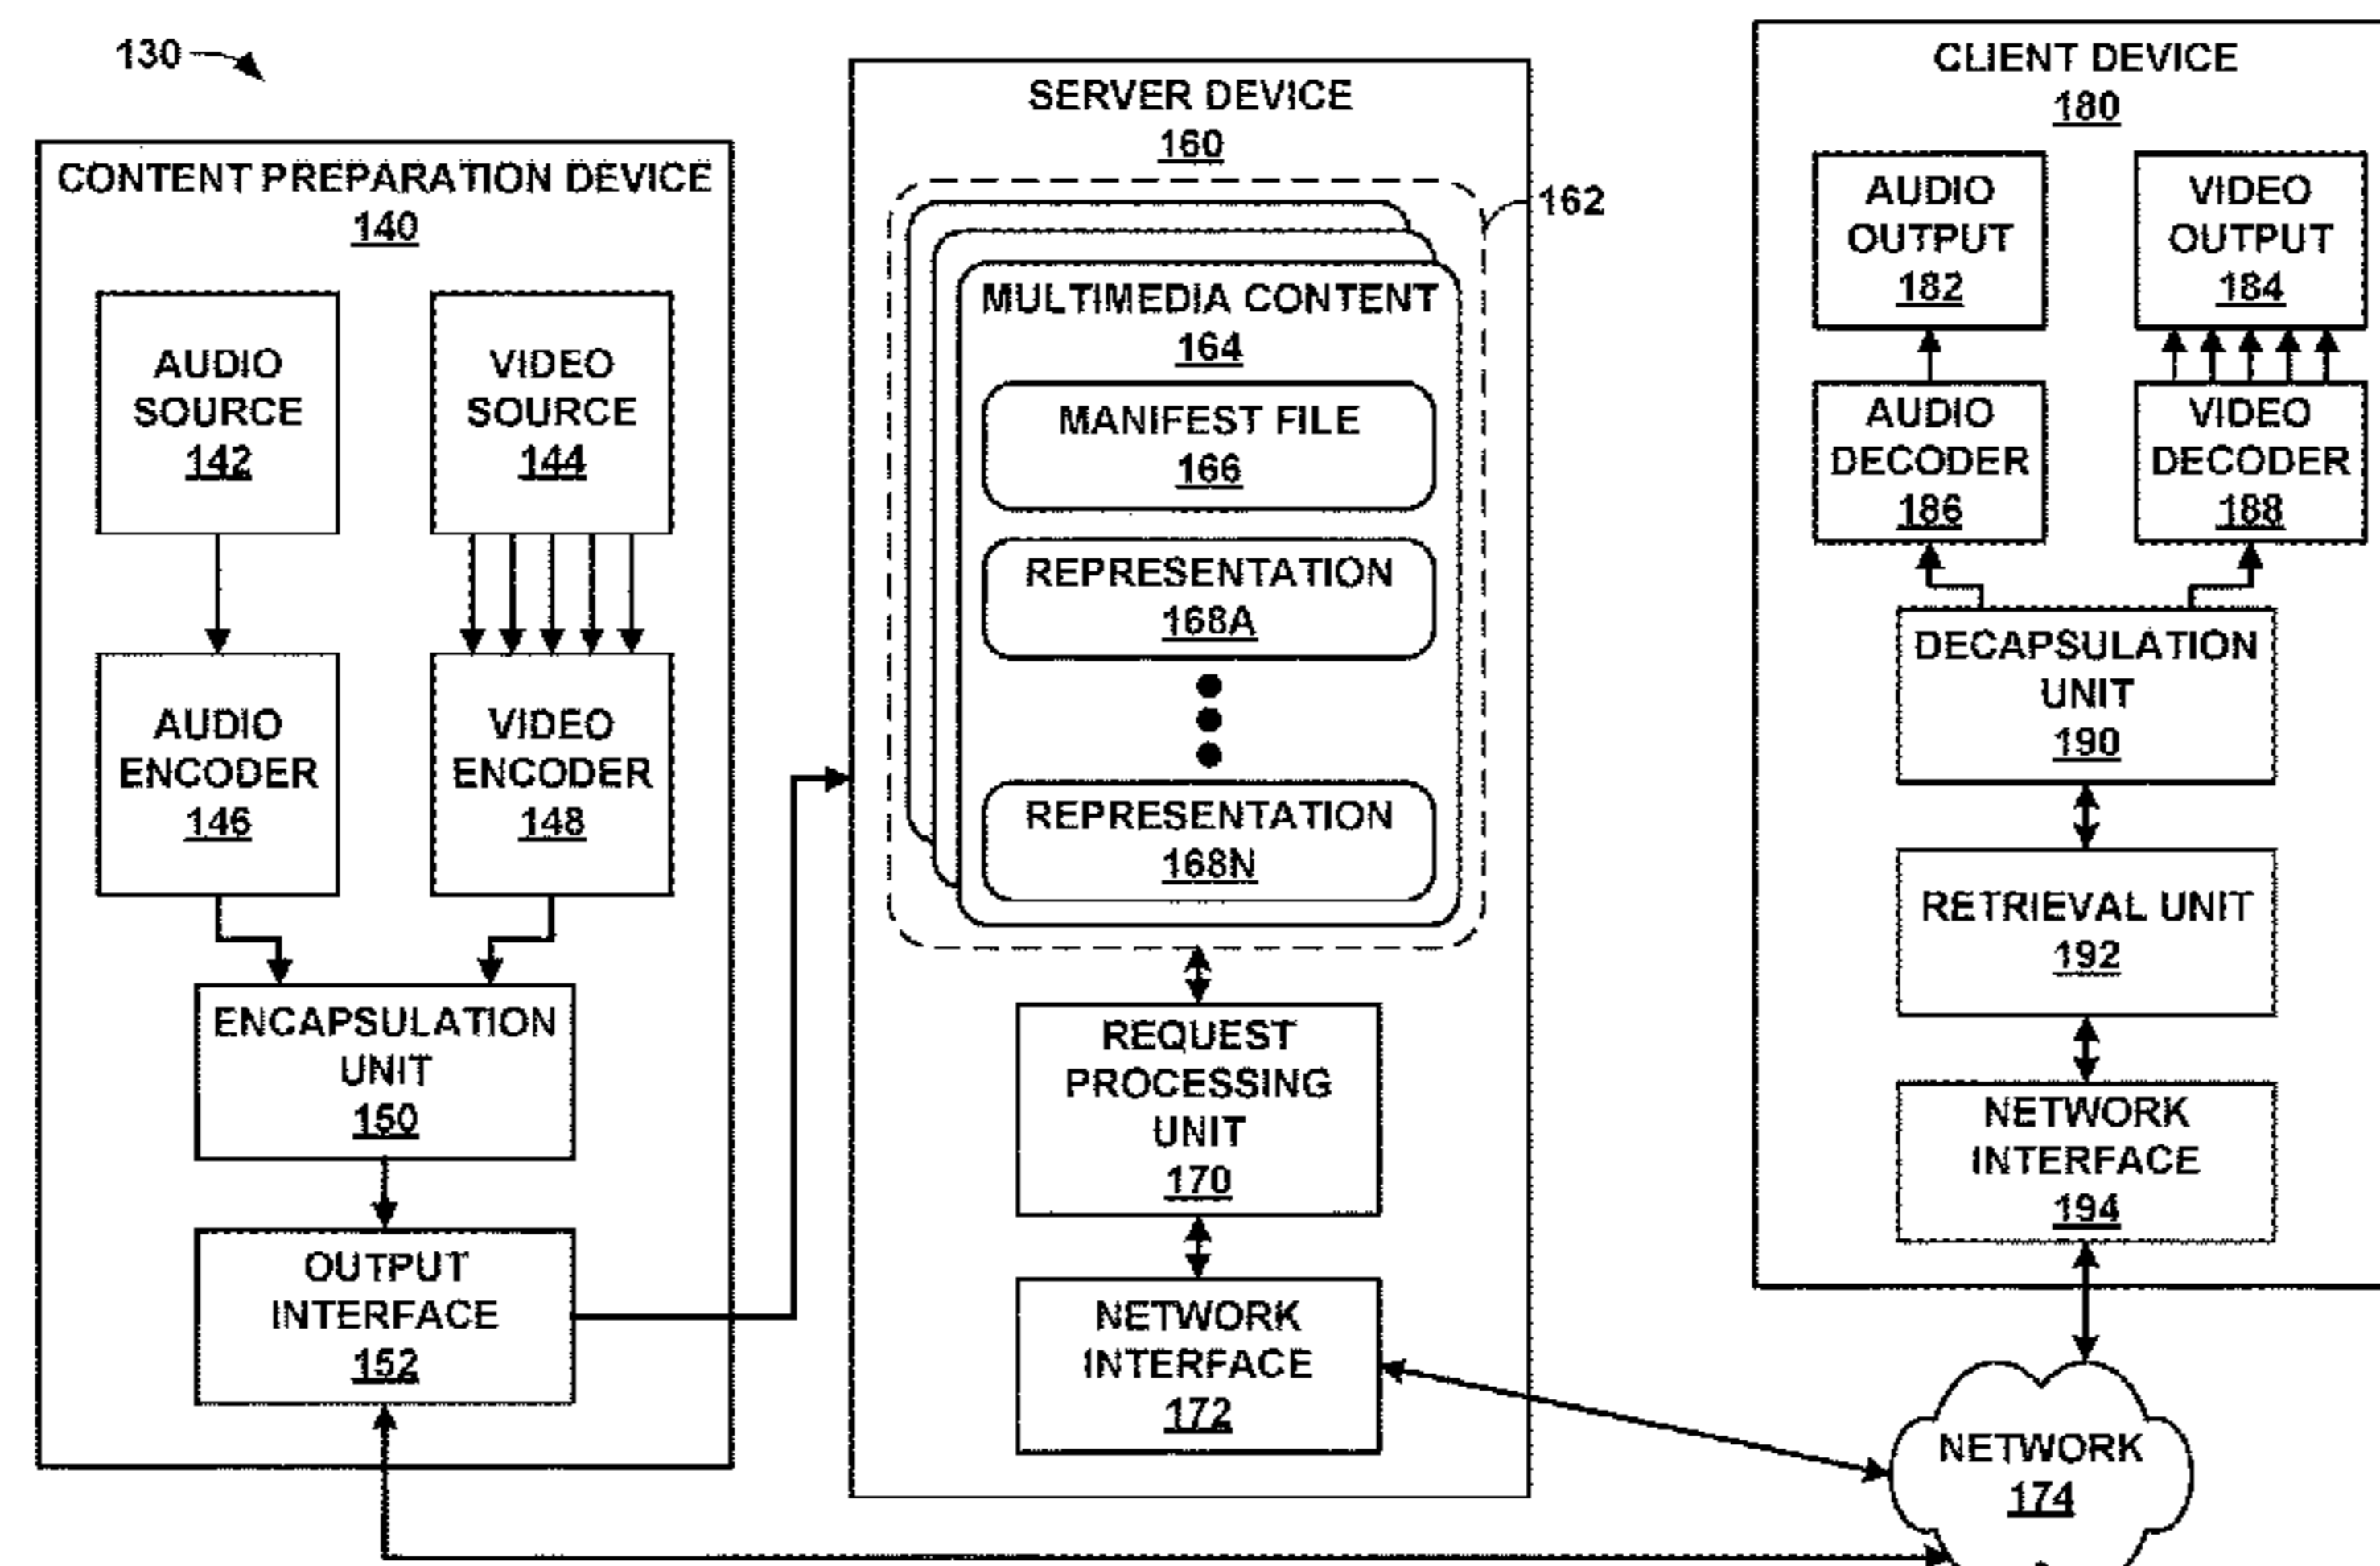 130
CONTENT PREPARATION DEVICE
140
AUDIO
SOURCE
142
VIDEO
SOURCE
144
AUDIO
ENCODER
146
VIDEO
ENCODER
148
ENCAPSULATION
UNIT
150
OUTPUT
INTERFACE
152
SERVER DEVICE
160
162
MULTIMEDIA CONTENT
164
MANIFEST FILE
166
REPRESENTATION
168A
REPRESENTATION
168N
REQUEST
PROCESSING
UNIT
170
NETWORK
INTERFACE
172
CLIENT DEVICE
180
AUDIO
OUTPUT
182
VIDEO
OUTPUT
184
AUDIO
DECODER
186
VIDEO
DECODER
188
DECAPSULATION
UNIT
190
RETRIEVAL UNIT
192
NETWORK
INTERFACE
194
NETWORK
174